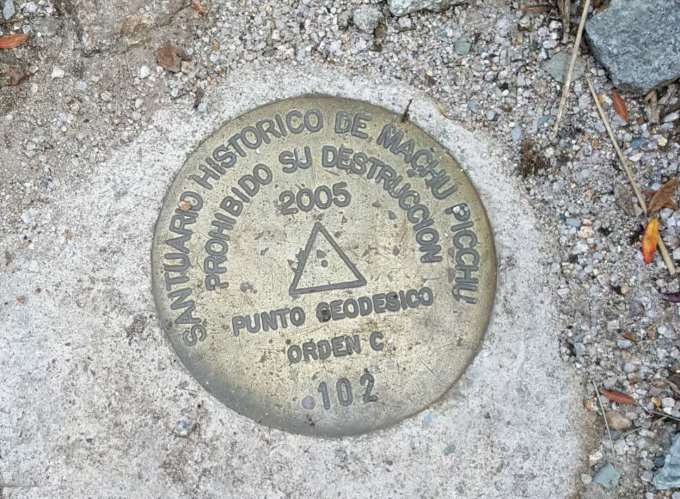 SANTUARIO HISTORICO DE MACHU PICCHU
PROHIBIDO SU DESTRUCCION
2005
PUNTO GEODESICO
ORDEN C
102